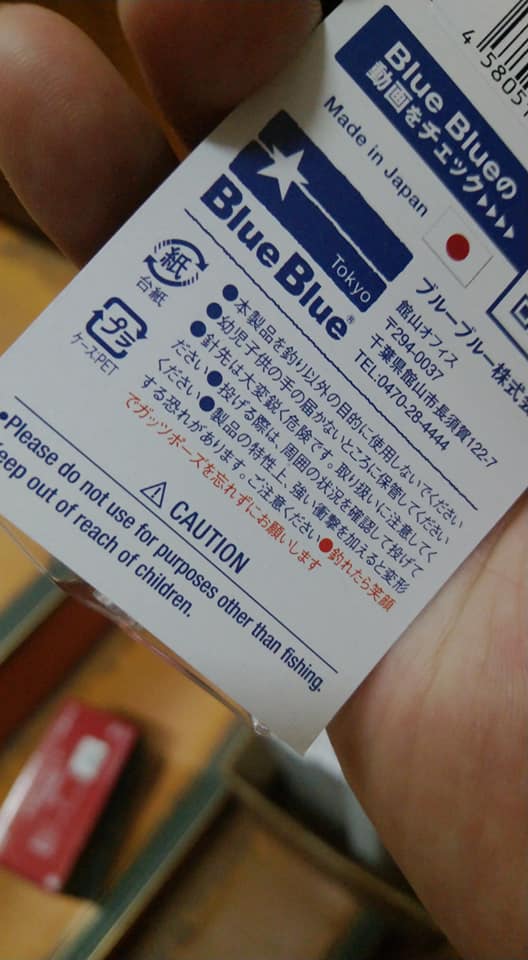 4 58051
Blue Blueの
動画をチェック
Made in Japan
Tokyo
Blue Blue®
ブルーブルー株式会
館山オフィス
〒294-0037
千葉県館山市長須賀122-7
TEL.0470-28-4444
紙
台紙
プラ
ケースPET
●本製品を釣り以外の目的に使用しないでください
●幼児子供の手の届かないところに保管してください
●針先は大変鋭く危険です。取り扱いに注意してく
ださい●投げる際は、周囲の状況を確認して投げて
ください●製品の特性上、強い衝撃を加えると変形
する恐れがあります。ご注意ください●釣れたら笑顔
でガッツポーズを忘れずにお願いします
⚠ CAUTION
•Please do not use for purposes other than fishing.
eep out of reach of children.